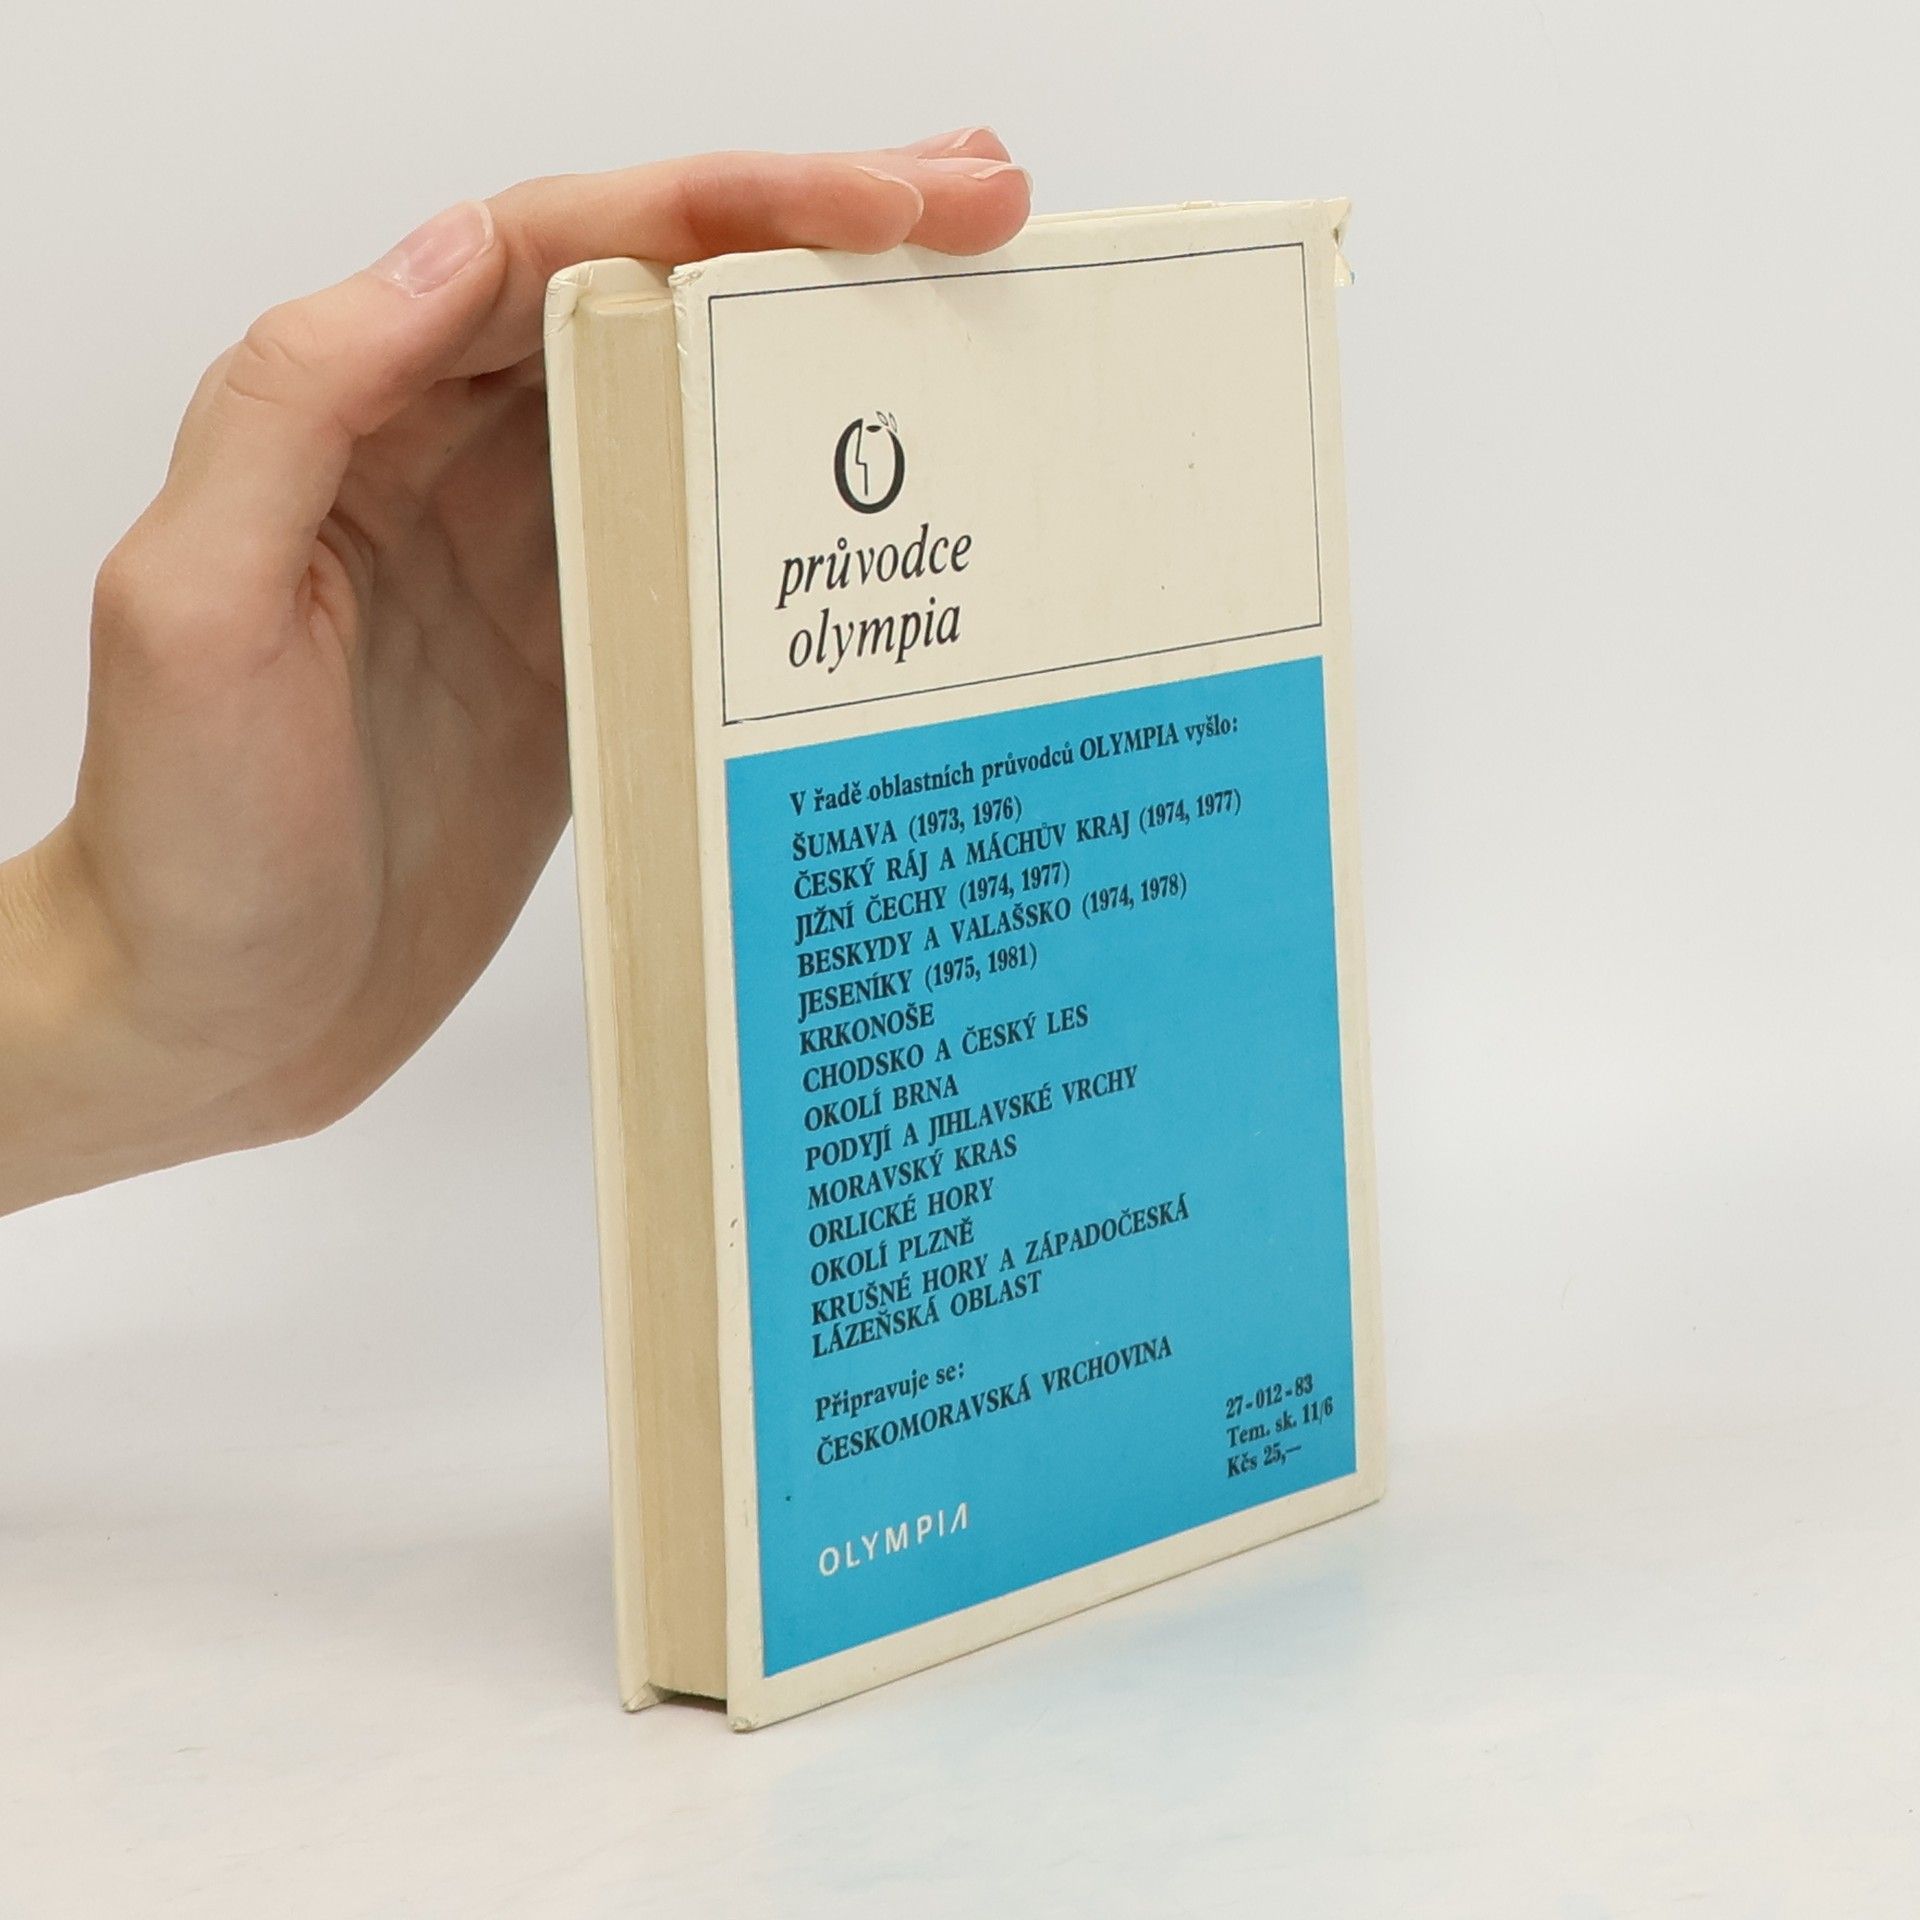 průvodce
olympia
V řadě oblastních průvodců OLYMPIA vyšlo:
ŠUMAVA (1973, 1976)
ČESKÝ RÁJ A MÁCHŮV KRAJ (1974, 1977)
JIŽNÍ ČECHY (1974, 1977)
BESKYDY A VALAŠSKO (1974, 1978)
JESENÍKY (1975, 1981)
KRKONOŠE
CHODSKO A ČESKÝ LES
OKOLÍ BRNA
PODYJÍ A JIHLAVSKÉ VRCHY
MORAVSKÝ KRAS
ORLICKÉ HORY
OKOLÍ PLZNĚ
KRUŠNÉ HORY A ZÁPADOČESKÁ
LÁZEŇSKÁ OBLAST
Připravuje se:
ČESKOMORAVSKÁ VRCHOVINA
27-012-83
Tem. sk. 11/6
Kčs 25,—
OLYMPIA